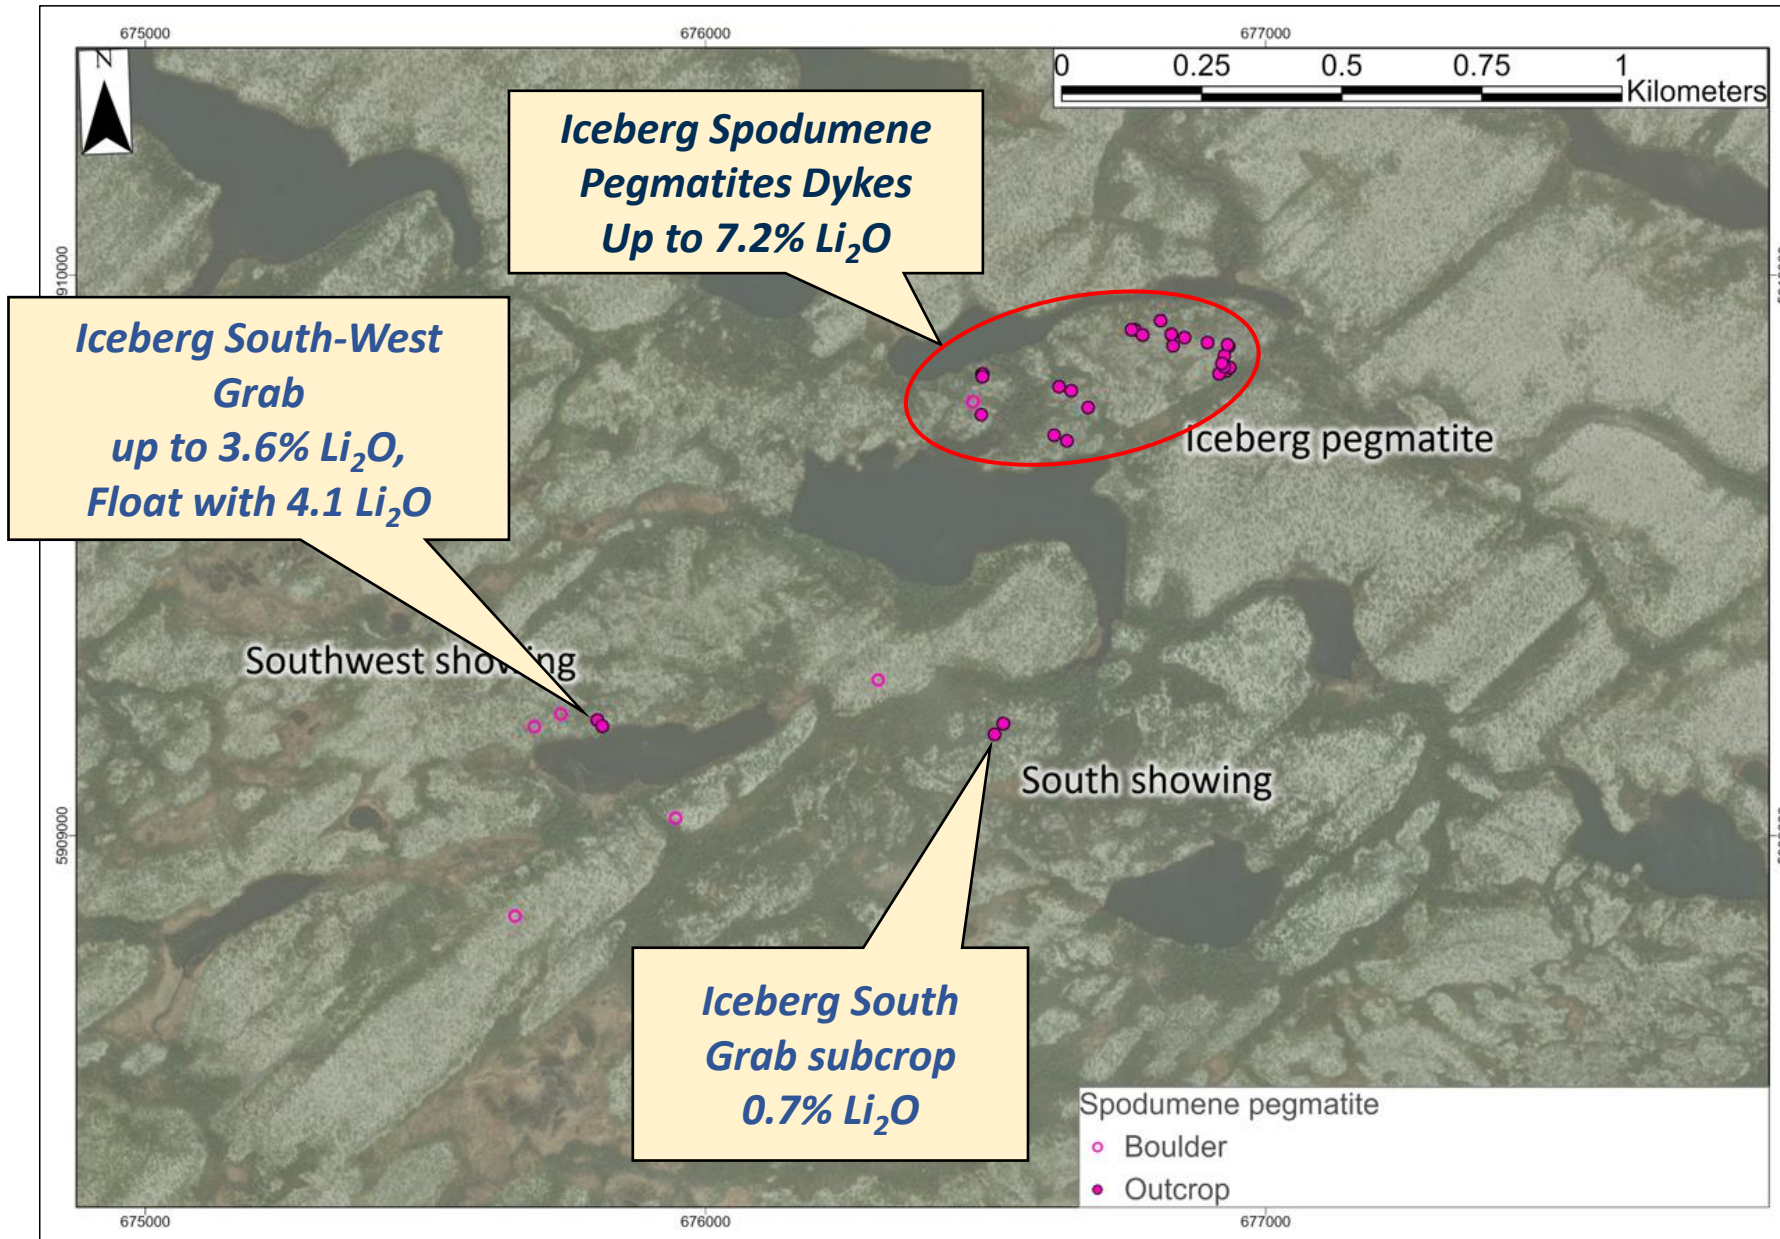 675000
676000
677000
N
0 0.25 0.5 0.75 1
Kilometers
Iceberg Spodumene
Pegmatites Dykes
Up to 7.2% Li₂O
Iceberg South-West
Grab
up to 3.6% Li₂O,
Float with 4.1 Li₂O
Iceberg pegmatite
Southwest showing
South showing
5909000
Iceberg South
Grab subcrop
0.7% Li₂O
Spodumene pegmatite
Boulder
Outcrop
675000
676000
677000